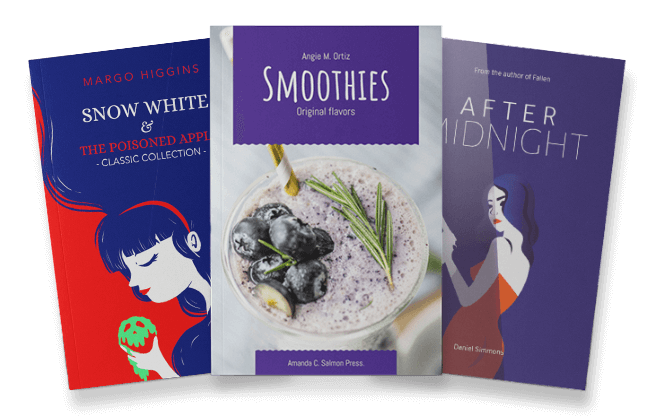 MARGO HIGGINS
SNOW WHITE
&
THE POISONED APPL
- CLASSIC COLLECTION -
Angie M. Ortiz
SMOOTHIES
Original flavors
Amanda C. Salmon Press.
From the author of Fallen
AFTER
MIDNIGHT
Daniel Simmons